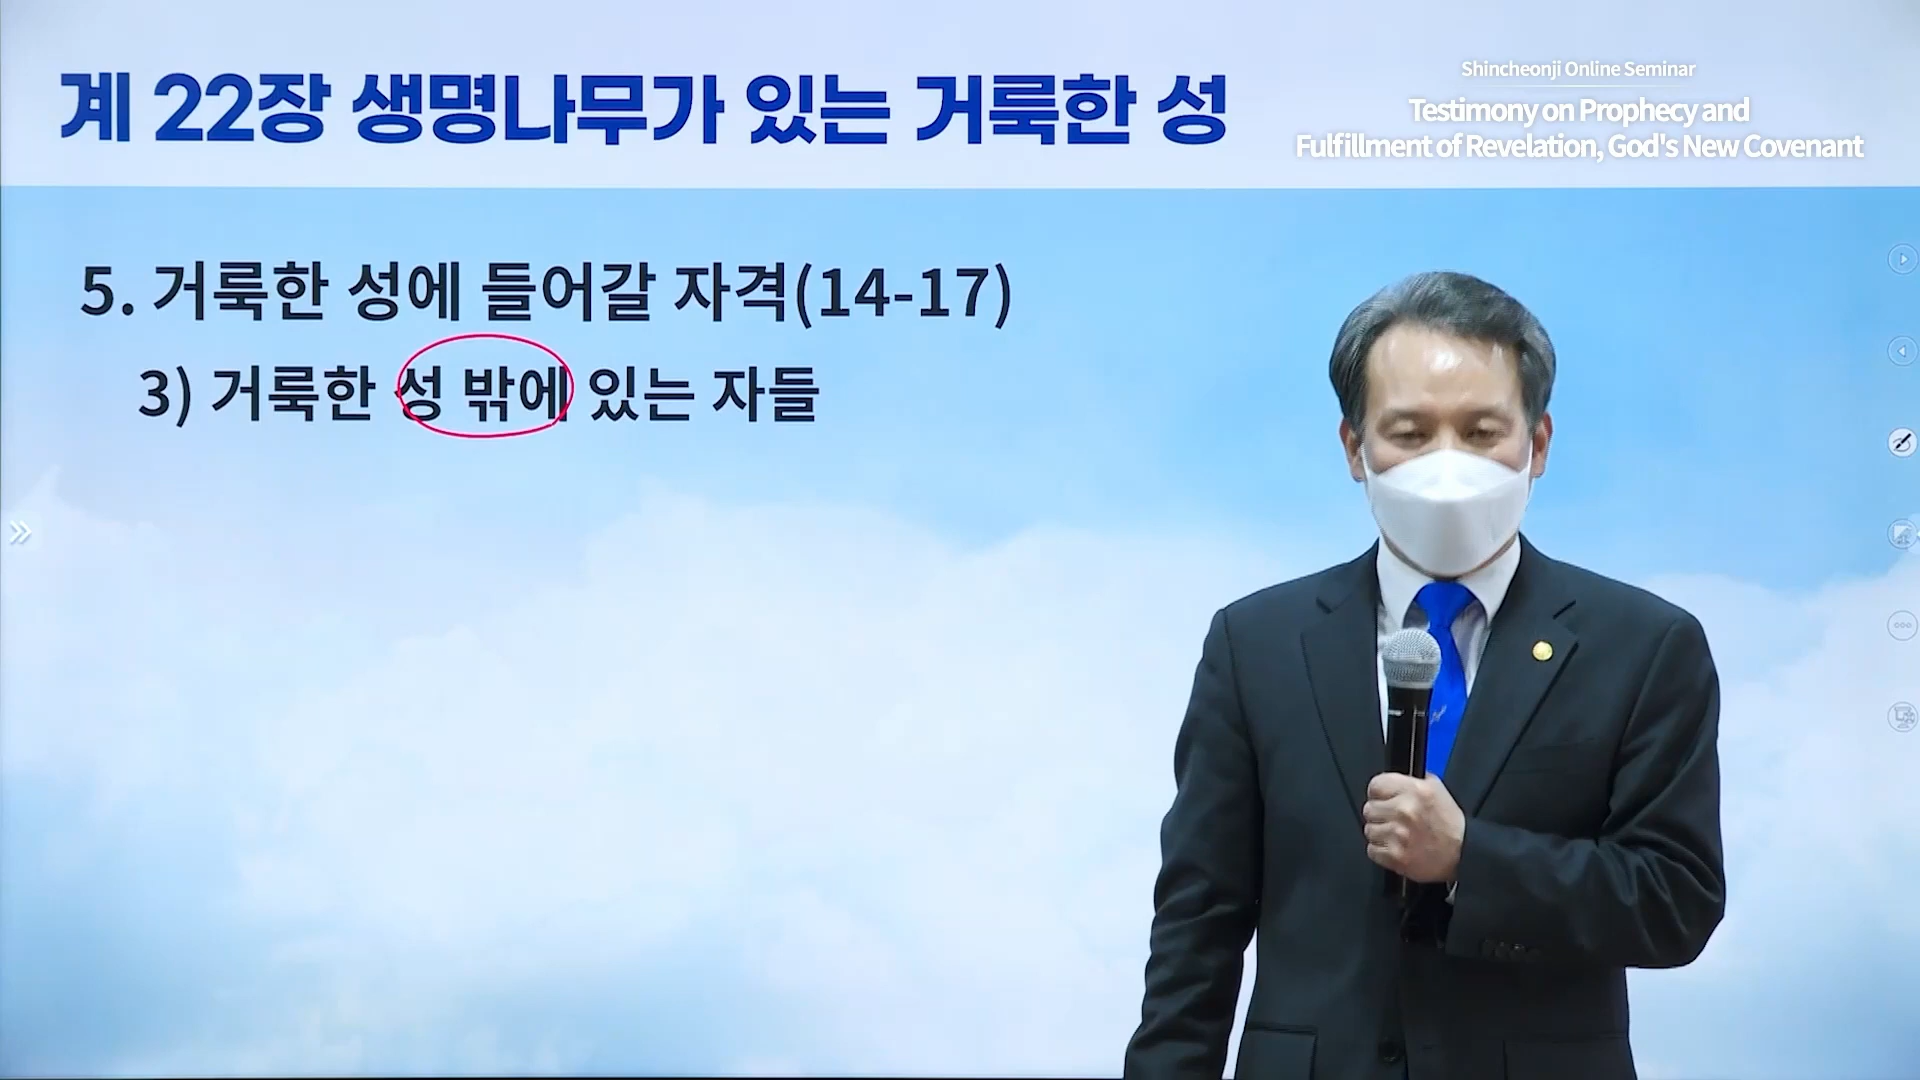 계 22장 생명나무가 있는 거룩한 성
Shincheonji Online Seminar
Testimony on Prophecy and
Fulfillment of Revelation, God's New Covenant
5. 거룩한 성에 들어갈 자격(14-17)
3) 거룩한 성 밖에 있는 자들